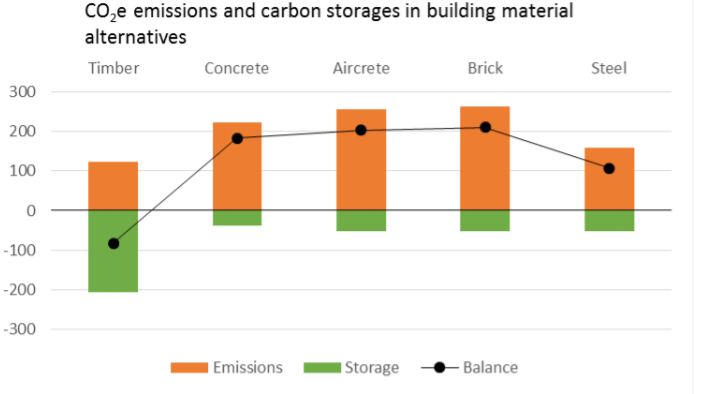 CO₂e emissions and carbon storages in building material
alternatives
Timber Concrete Aircrete Brick Steel
300
200
100
0
-100
-200
-300
Emissions Storage Balance